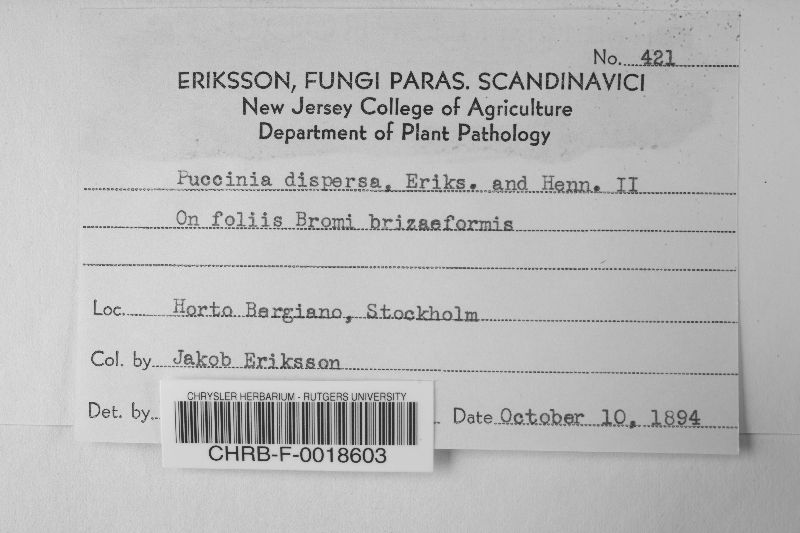 No. 421
ERIKSSON, FUNGI PARAS. SCANDINAVICI
New Jersey College of Agriculture
Department of Plant Pathology
Puccinia dispersa, Eriks. and Henn. II
On foliis Bromi brizaeformis
Loc. Horto Bergiano, Stockholm
Col. by Jakob Eriksson
Det. by
Date October 10, 1894
CHRYSLER HERBARIUM - RUTGERS UNIVERSITY
CHRB-F-0018603